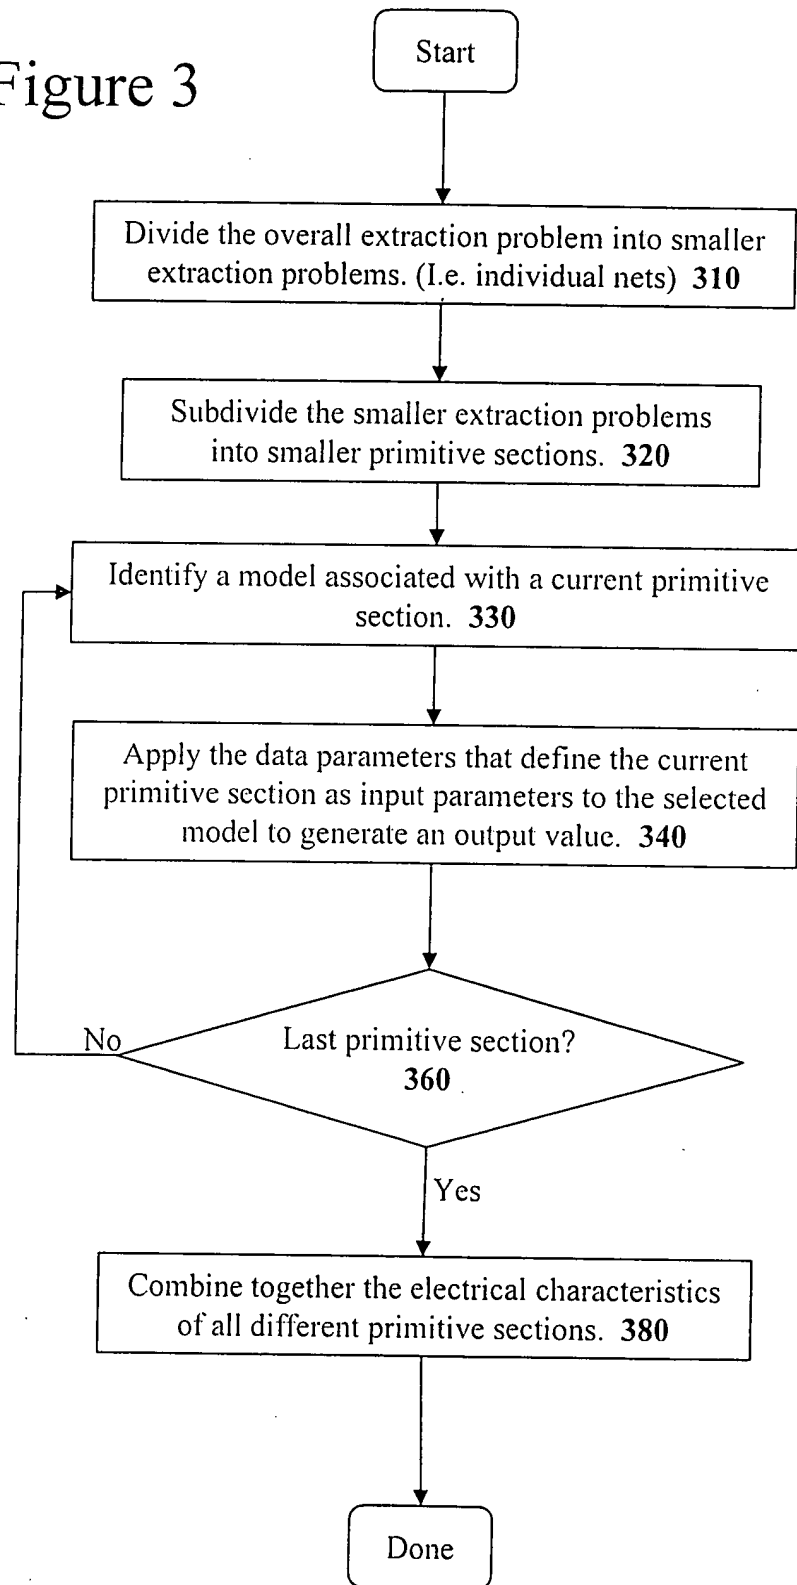 Start
Figure 3
Divide the overall extraction problem into smaller
extraction problems. (I.e. individual nets) 310
Subdivide the smaller extraction problems
into smaller primitive sections. 320
Identify a model associated with a current primitive
section. 330
Apply the data parameters that define the current
primitive section as input parameters to the selected
model to generate an output value. 340
No
Last primitive section?
360
Yes
Combine together the electrical characteristics
of all different primitive sections. 380
Done